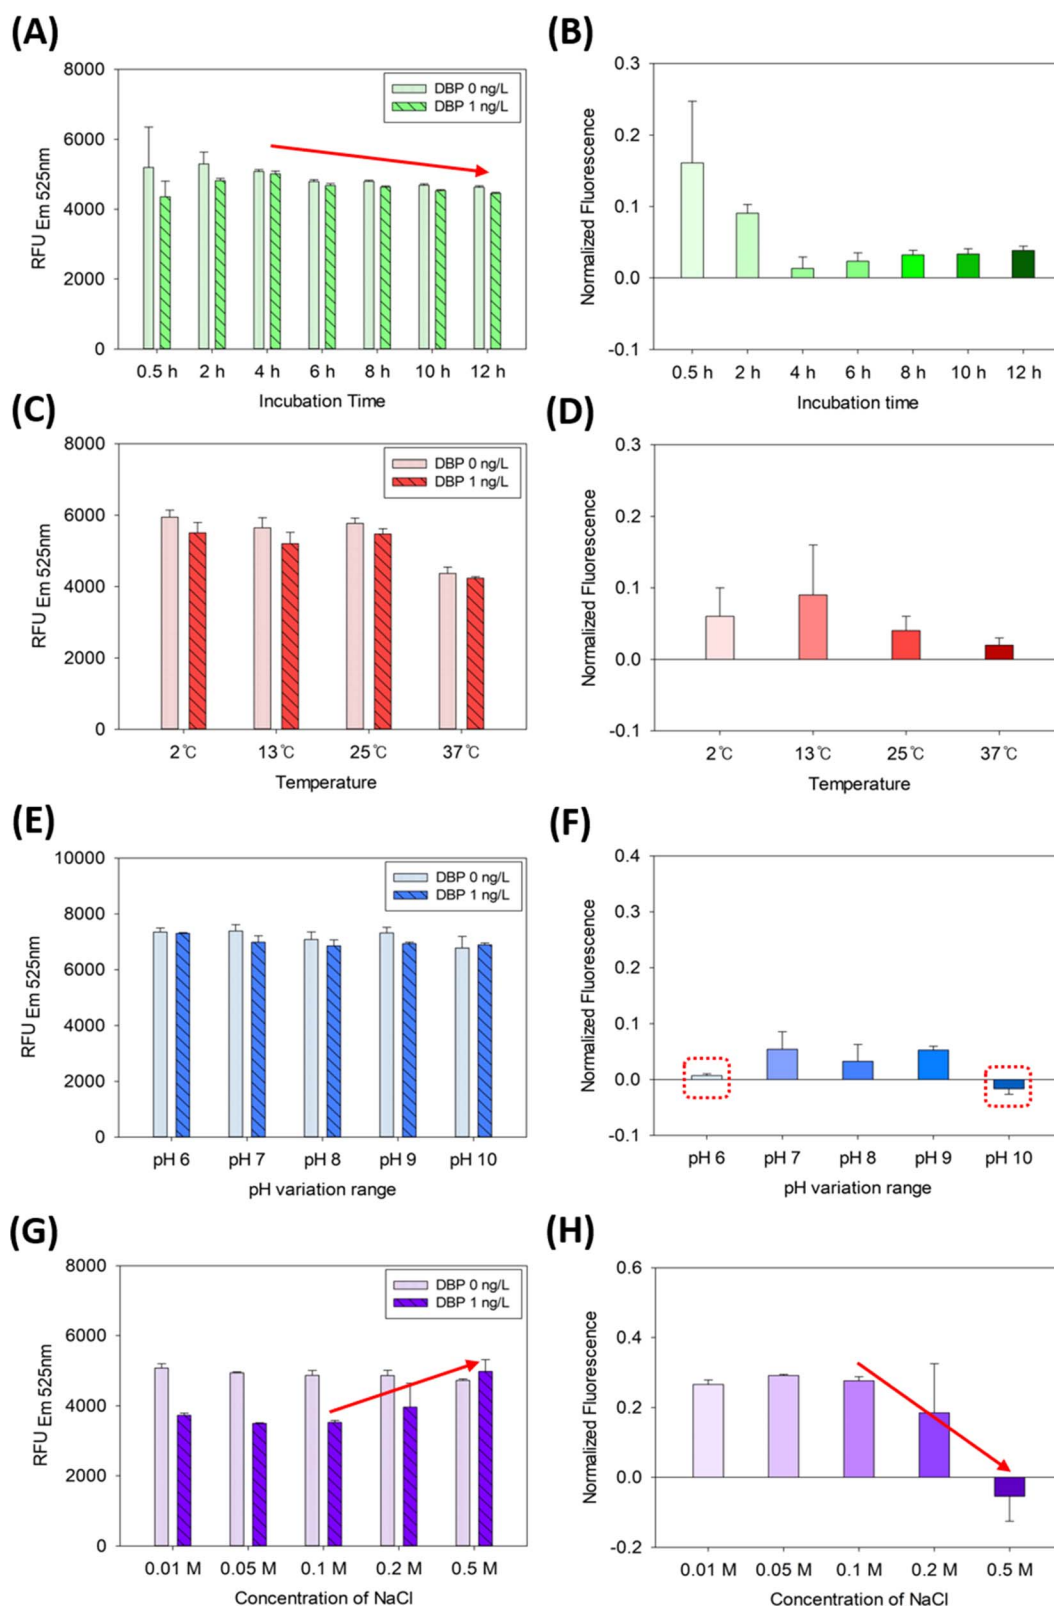 (A)
8000
6000
4000
2000
0
RFU Em 525nm
DBP 0 ng/L
DBP 1 ng/L
0.5 h 2 h 4 h 6 h 8 h 10 h 12 h
Incubation Time
(B)
0.3
0.2
0.1
0.0
-0.1
Normalized Fluorescence
0.5 h 2 h 4 h 6 h 8 h 10 h 12 h
Incubation time
(C)
8000
6000
4000
2000
0
RFU Em 525nm
DBP 0 ng/L
DBP 1 ng/L
2℃ 13℃ 25℃ 37℃
Temperature
(D)
0.3
0.2
0.1
0.0
-0.1
Normalized Fluorescence
2℃ 13℃ 25℃ 37℃
Temperature
(E)
10000
8000
6000
4000
2000
0
RFU Em 525nm
DBP 0 ng/L
DBP 1 ng/L
pH 6 pH 7 pH 8 pH 9 pH 10
pH variation range
(F)
0.4
0.3
0.2
0.1
0.0
-0.1
Normalized Fluorescence
pH 6 pH 7 pH 8 pH 9 pH 10
pH variation range
(G)
8000
6000
4000
2000
0
RFU Em 525nm
DBP 0 ng/L
DBP 1 ng/L
0.01 M 0.05 M 0.1 M 0.2 M 0.5 M
Concentration of NaCl
(H)
0.6
0.4
0.2
0.0
-0.2
Normalized Fluorescence
0.01 M 0.05 M 0.1 M 0.2 M 0.5 M
Concentration of NaCl